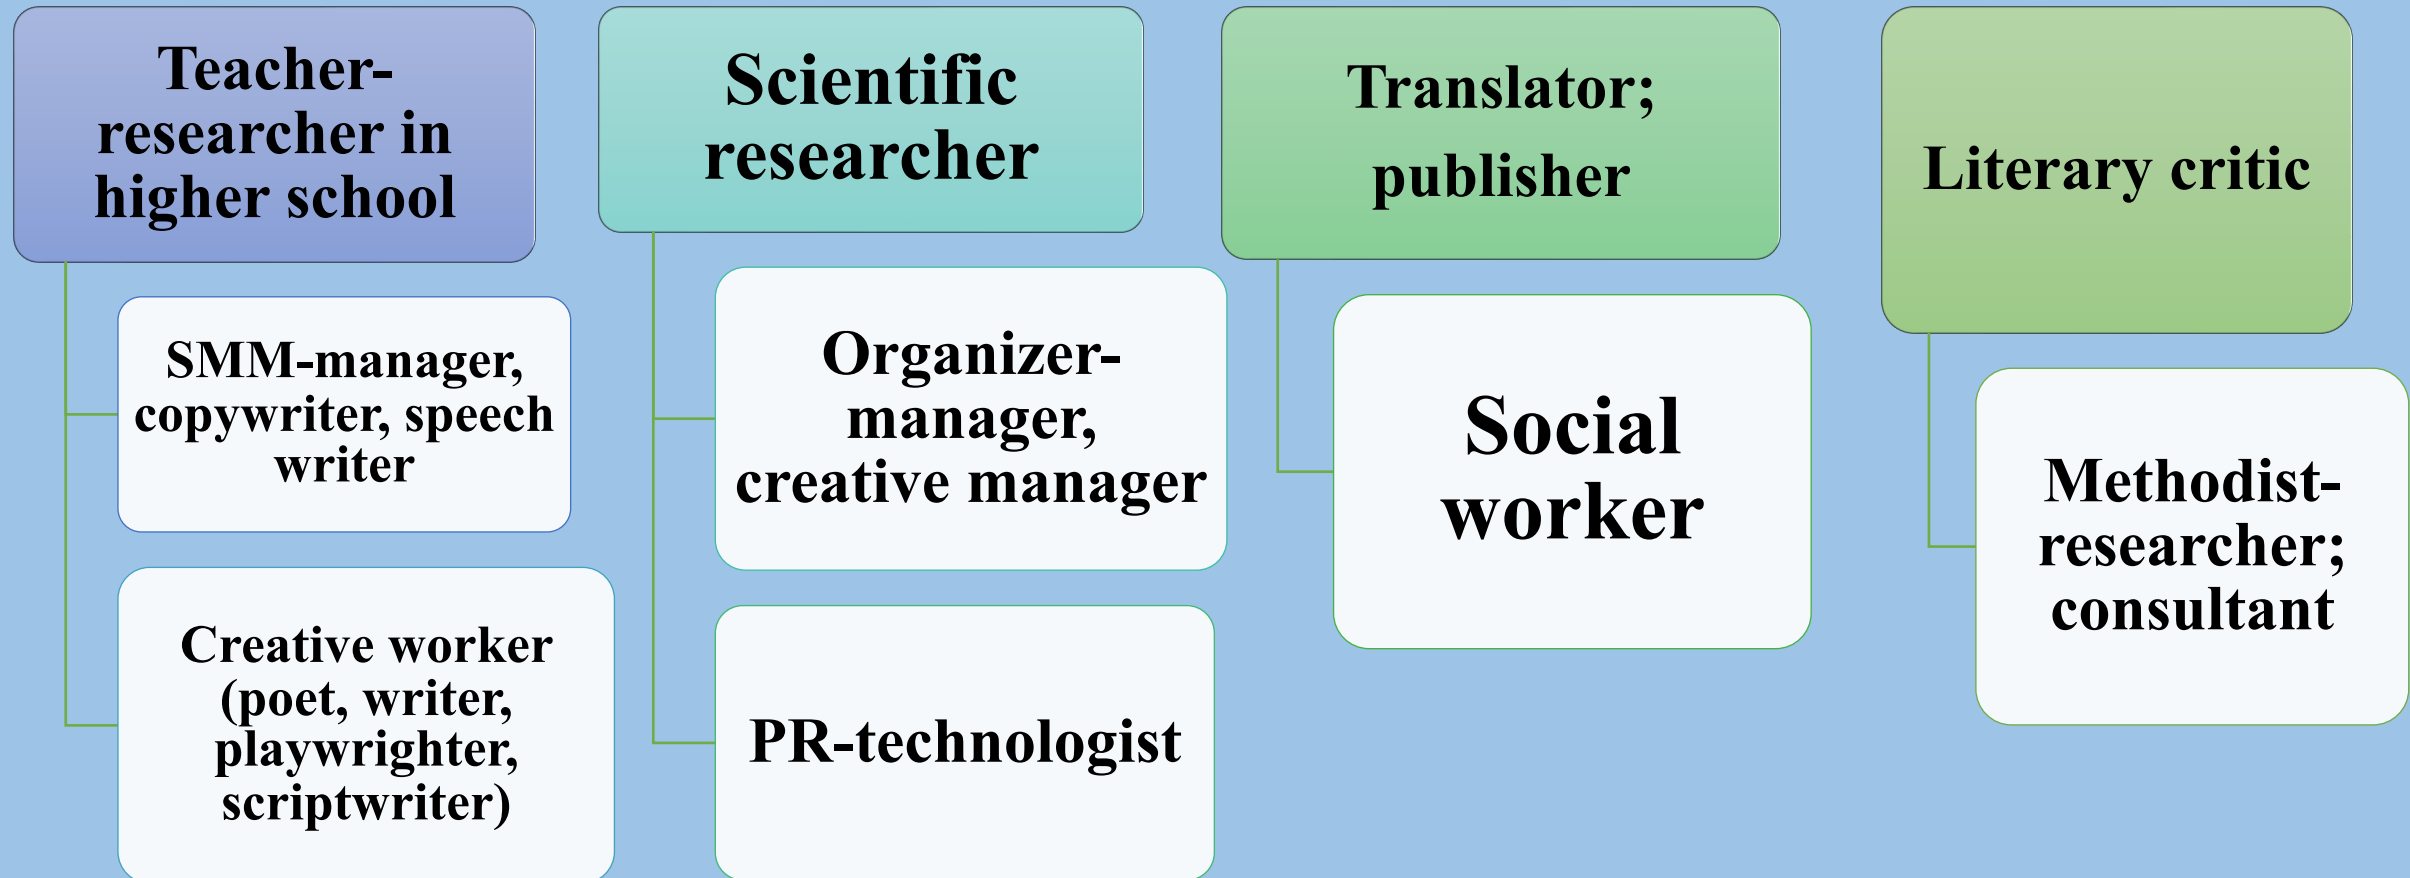 Teacher-
researcher in
higher school
SMM-manager,
copywriter, speech
writer
Creative worker
(poet, writer,
playwrighter,
scriptwriter)
Scientific
researcher
Organizer-
manager,
creative manager
PR-technologist
Translator;
publisher
Social
worker
Literary critic
Methodist-
researcher;
consultant